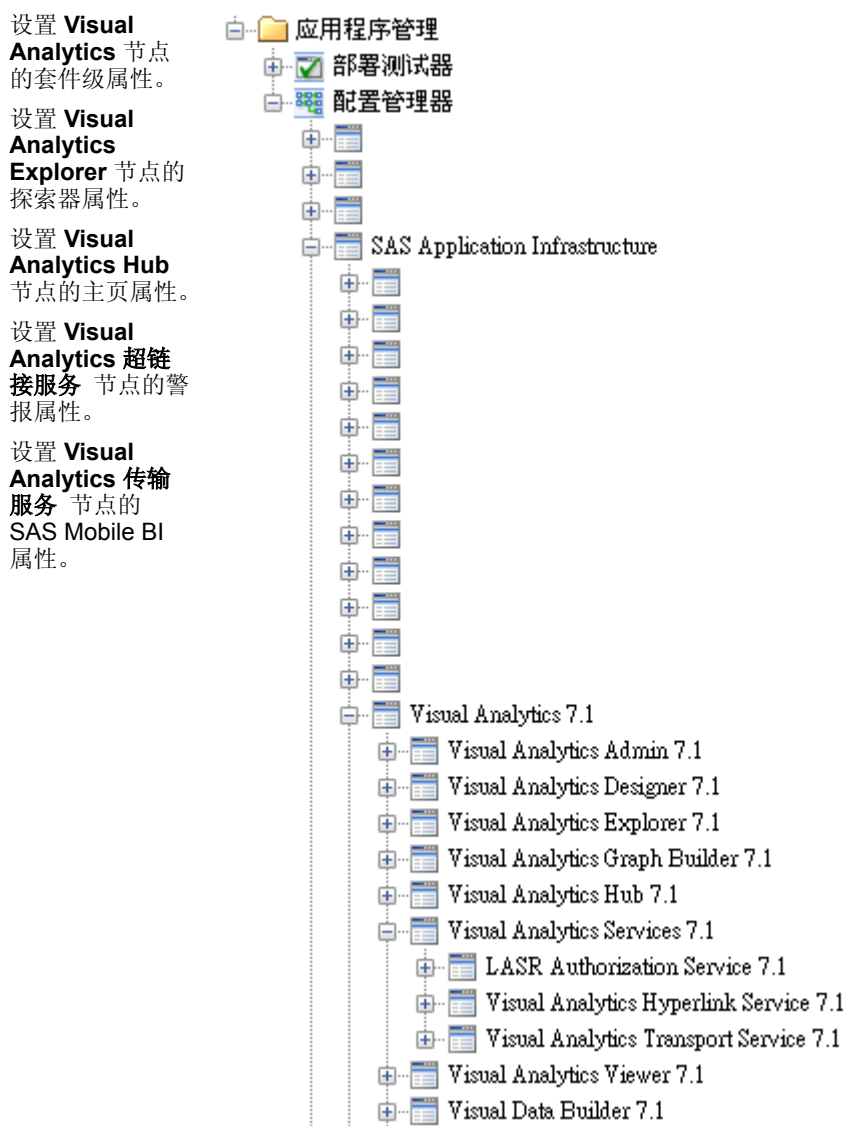 设置 Visual
Analytics 节点
的套件级属性。
设置 Visual
Analytics
Explorer 节点的
探索器属性。
设置 Visual
Analytics Hub
节点的主页属性。
设置 Visual
Analytics 超链
接服务 节点的警
报属性。
设置 Visual
Analytics 传输
服务 节点的
SAS Mobile BI
属性。
应用程序管理
部署测试器
配置管理器
SAS Application Infrastructure
Visual Analytics 7.1
Visual Analytics Admin 7.1
Visual Analytics Designer 7.1
Visual Analytics Explorer 7.1
Visual Analytics Graph Builder 7.1
Visual Analytics Hub 7.1
Visual Analytics Services 7.1
LASR Authorization Service 7.1
Visual Analytics Hyperlink Service 7.1
Visual Analytics Transport Service 7.1
Visual Analytics Viewer 7.1
Visual Data Builder 7.1